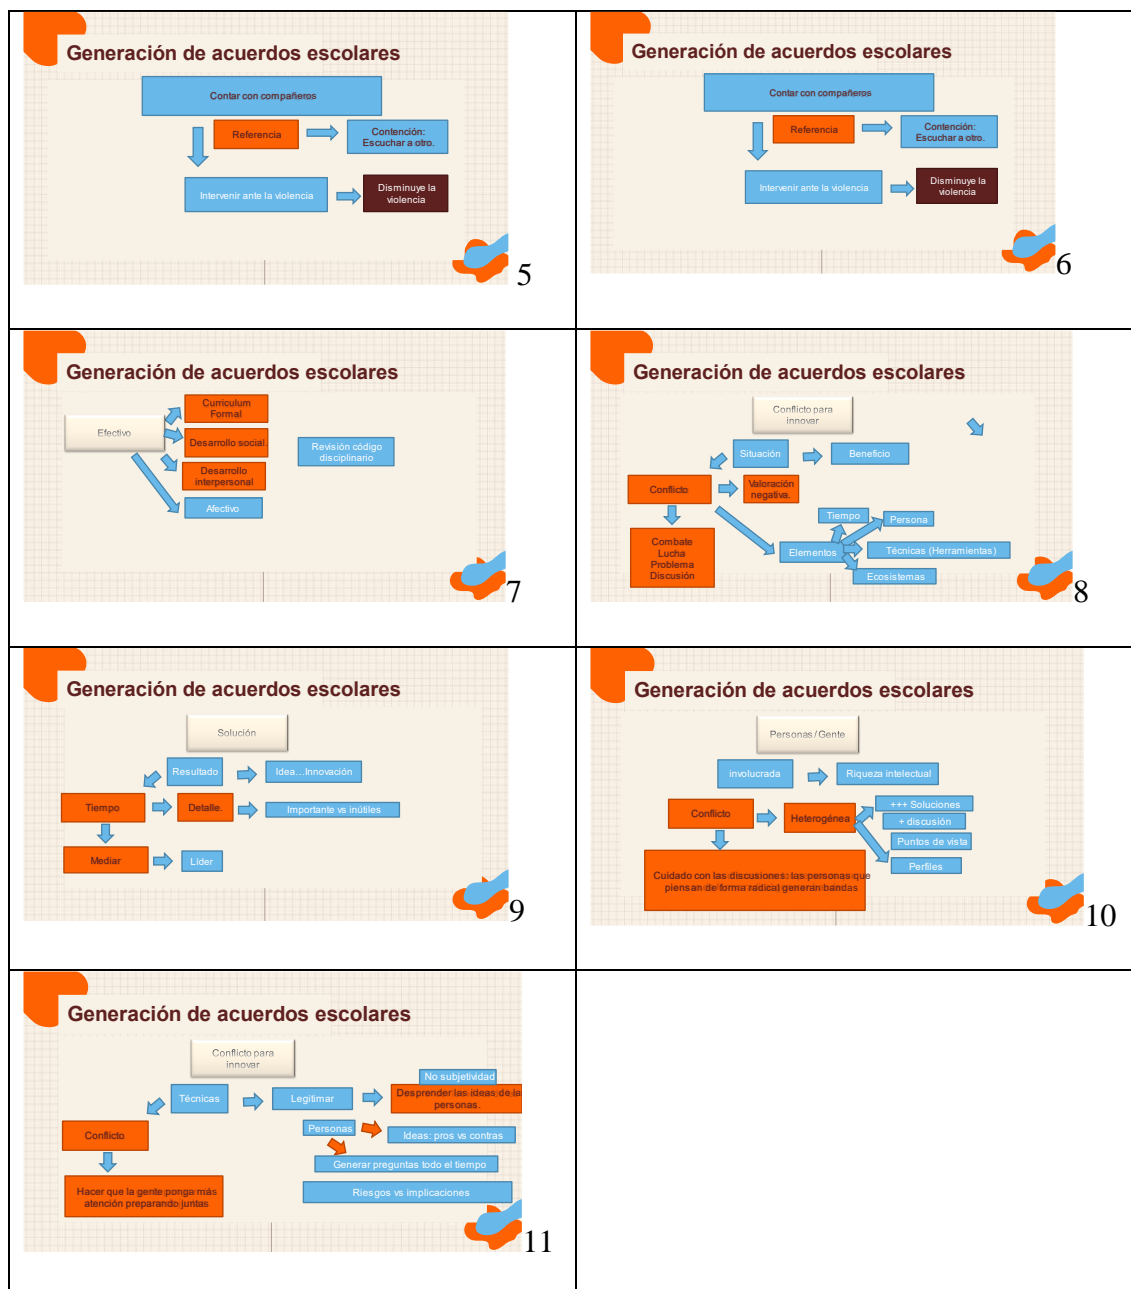 Generación de acuerdos escolares
Contar con compañeros
Referencia
Contención:
Escuchar a otro.
Intervenir ante la violencia
Disminuye la
violencia
5
Generación de acuerdos escolares
Contar con compañeros
Referencia
Contención:
Escuchar a otro.
Intervenir ante la violencia
Disminuye la
violencia
6
Generación de acuerdos escolares
Efectivo
Curriculum
Formal
Desarrollo social.
Desarrollo
interpersonal
Afectivo
Revisión código
disciplinario
7
Generación de acuerdos escolares
Conflicto para
innovar
Situación
Beneficio
Conflicto
Valoración
negativa.
Combate
Lucha
Problema
Discusión
Tiempo
Persona
Elementos
Técnicas (Herramientas)
Ecosistemas
8
Generación de acuerdos escolares
Solución
Resultado
Idea...Innovación
Tiempo
Detalle.
Importante vs inútiles
Mediar
Líder
9
Generación de acuerdos escolares
Personas/Gente
involucrada
Riqueza intelectual
Conflicto
Heterogénea
+++ Soluciones
+ discusión
Puntos de vista
Perfiles
Cuidado con las discusiones: las personas que
piensan de forma radical generan bandas
10
Generación de acuerdos escolares
Conflicto para
innovar
Técnicas
Legitimar
No subjetividad
Desprender las ideas de la
personas.
Conflicto
Personas
Ideas: pros vs contras
Generar preguntas todo el tiempo
Hacer que la gente ponga más
atención preparando juntas
Riesgos vs implicaciones
11